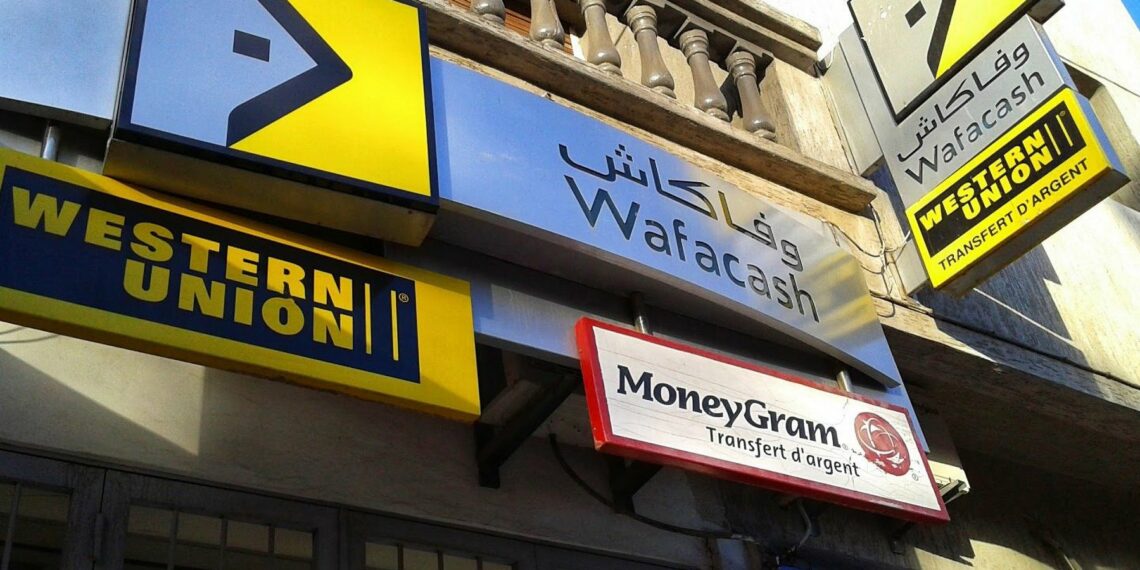 WESTERN
UNION
®
وفاكاش
Wafacash
MoneyGram
Transfert d'argent
وفاكاش
Wafacash
WESTERN
UNION
TRANSFERT D'ARGENT